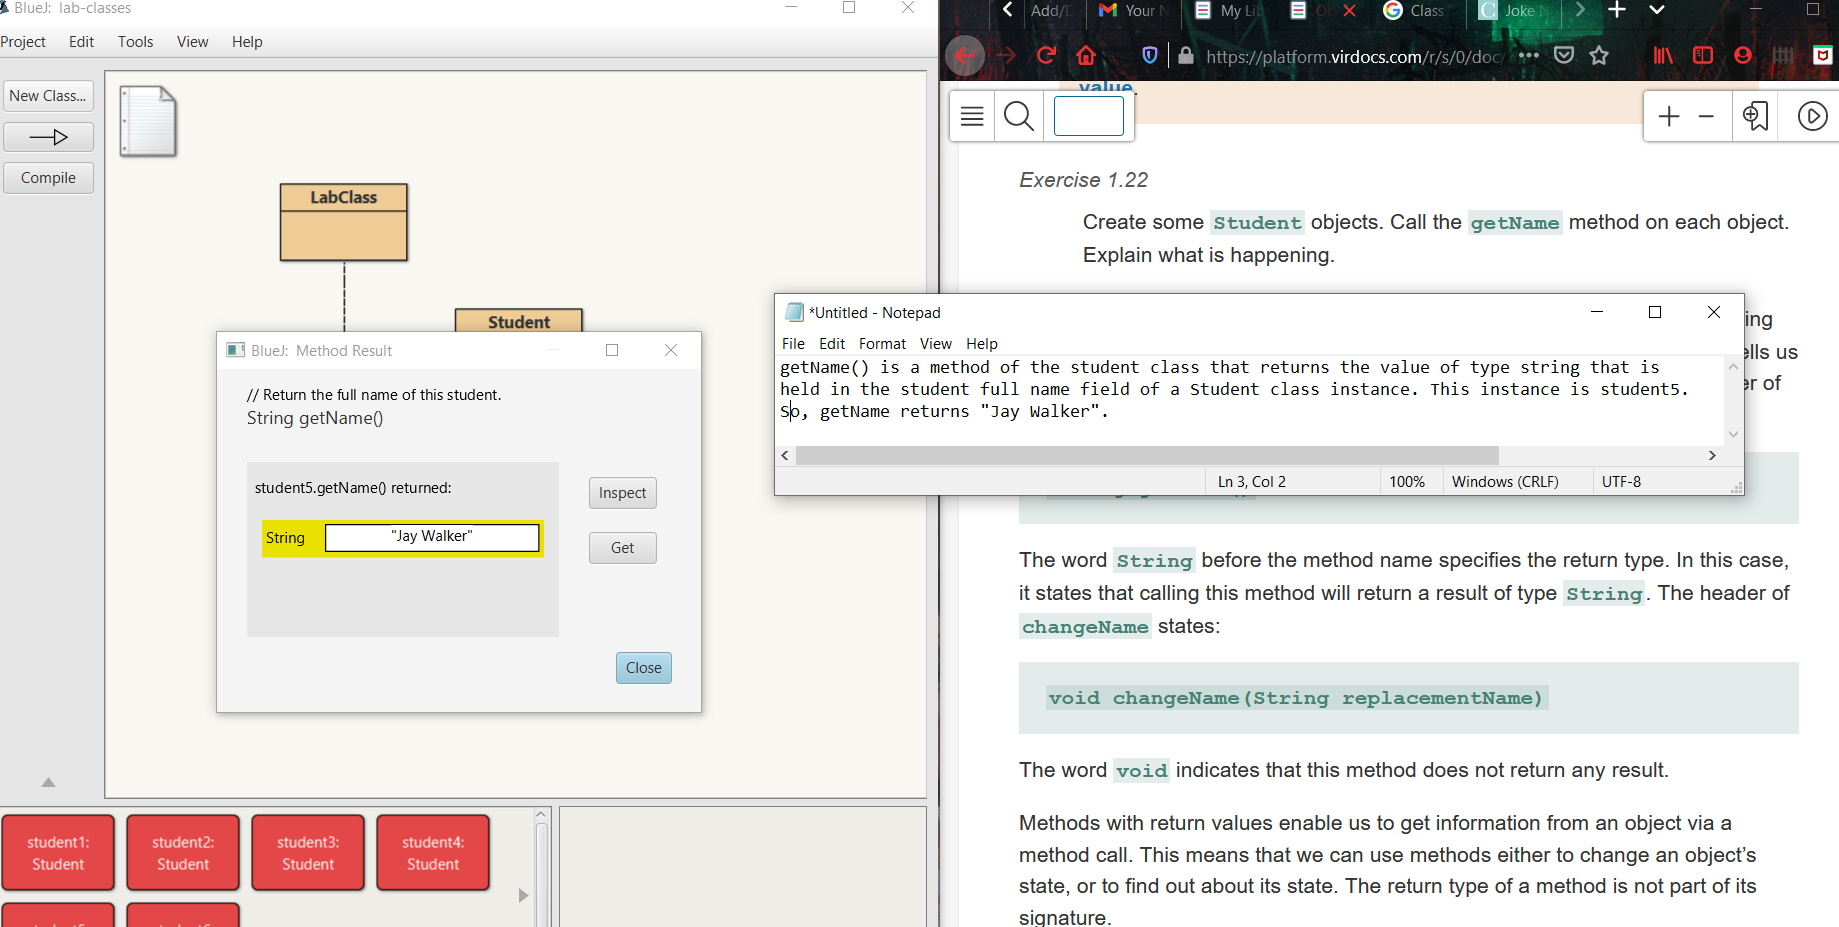 BlueJ:  lab-classes
Project Edit Tools View Help
New Class...
Compile
LabClass
Student
BlueJ:  Method Result
// Return the full name of this student.
String getName()
student5.getName() returned:
String "Jay Walker"
Inspect
Get
Close
student1:
Student
student2:
Student
student3:
Student
student4:
Student
Add/
Your
My Li
Class
Joke
https://platform.virdocs.com/r/s/0/doc/
value.
Exercise 1.22
Create some Student objects. Call the getName method on each object.
Explain what is happening.
*Untitled - Notepad
File Edit Format View Help
getName() is a method of the student class that returns the value of type string that is
held in the student full name field of a Student class instance. This instance is student5.
So, getName returns "Jay Walker".
Ln 3, Col 2 100% Windows (CRLF) UTF-8
ing
ells us
er of
The word String before the method name specifies the return type. In this case,
it states that calling this method will return a result of type String. The header of
changeName states:
void changeName(String replacementName)
The word void indicates that this method does not return any result.
Methods with return values enable us to get information from an object via a
method call. This means that we can use methods either to change an object’s
state, or to find out about its state. The return type of a method is not part of its
signature.